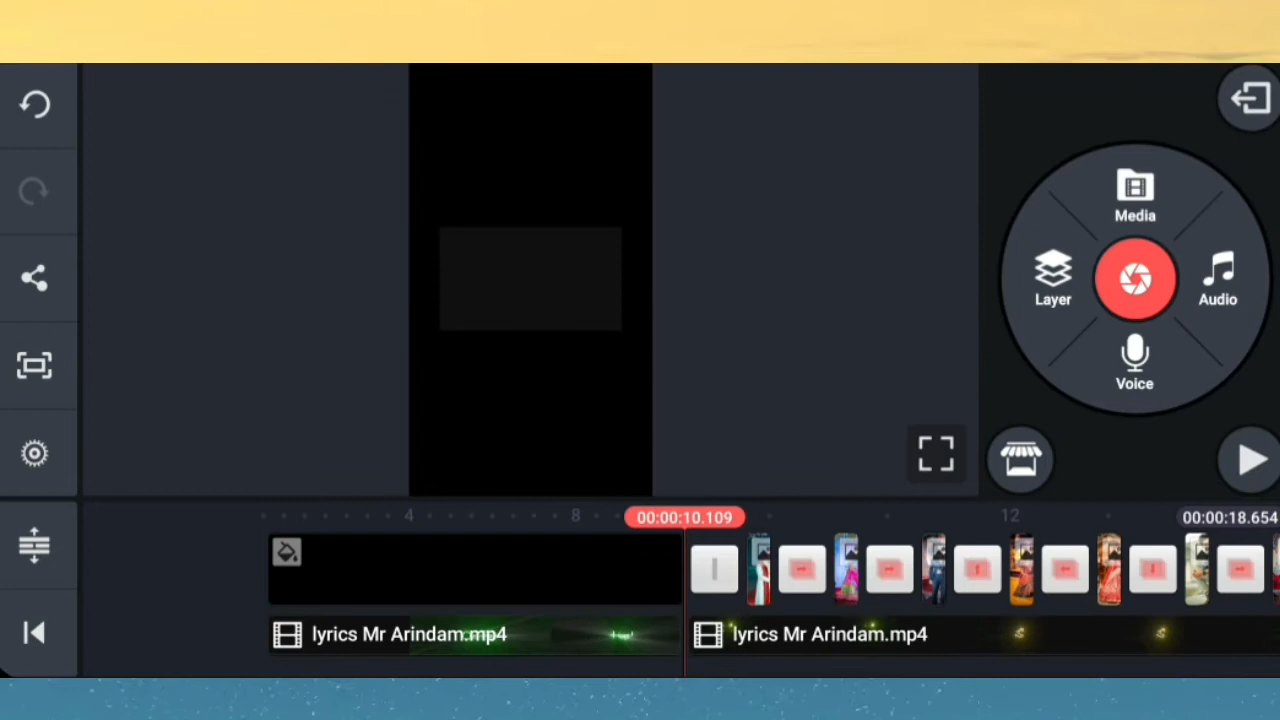 Media
Layer
Audio
Voice
4
8
00:00:10.109
12
00:00:18.654
lyrics Mr Arindam.mp4
lyrics Mr Arindam.mp4